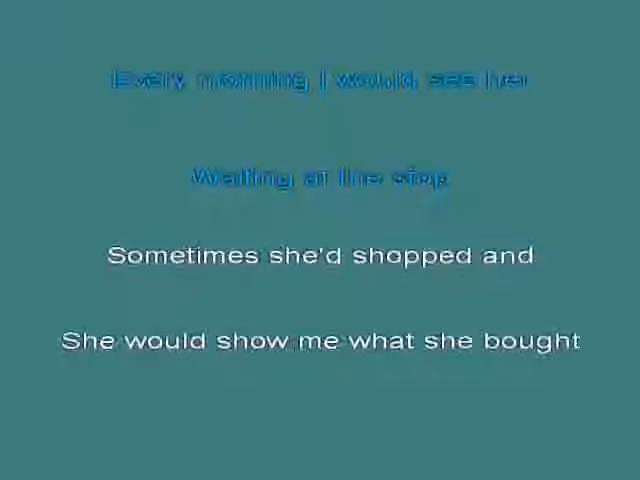 Every morning I would see her
Waiting at the stop
Sometimes she'd shopped and
She would show me what she bought